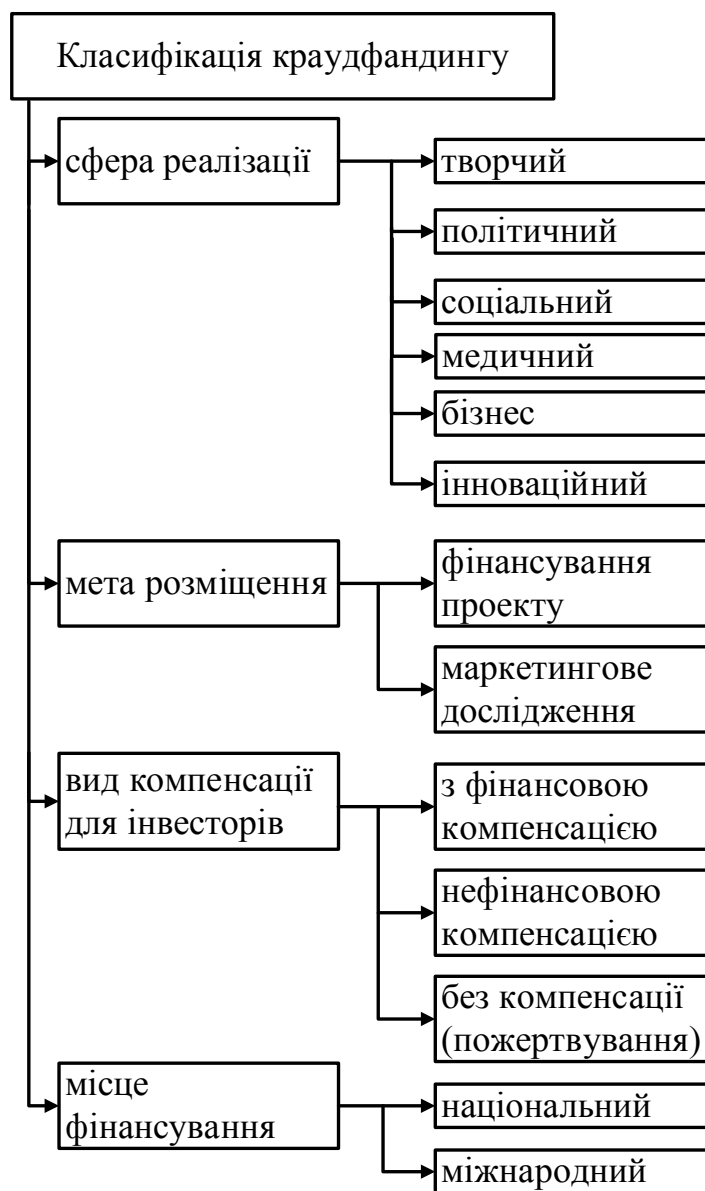 Класифікація краудфандингу
сфера реалізації
творчий
політичний
соціальний
медичний
бізнес
інноваційний
мета розміщення
фінансування
проекту
маркетингове
дослідження
вид компенсації
для інвесторів
з фінансовою
компенсацією
нефінансовою
компенсацією
без компенсації
(пожертвування)
місце
фінансування
національний
міжнародний